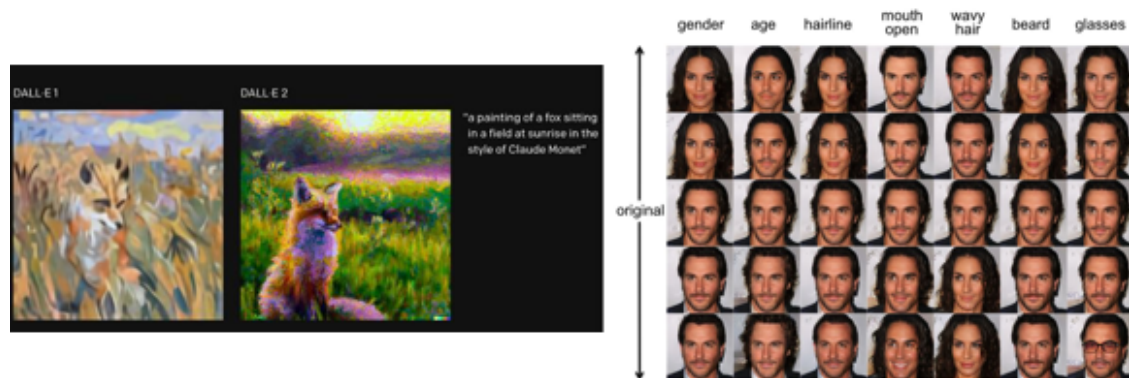 DALL·E 1
DALL·E 2
"a painting of a fox sitting
in a field at sunrise in the
style of Claude Monet"
gender age hairline mouth open wavy hair beard glasses
original